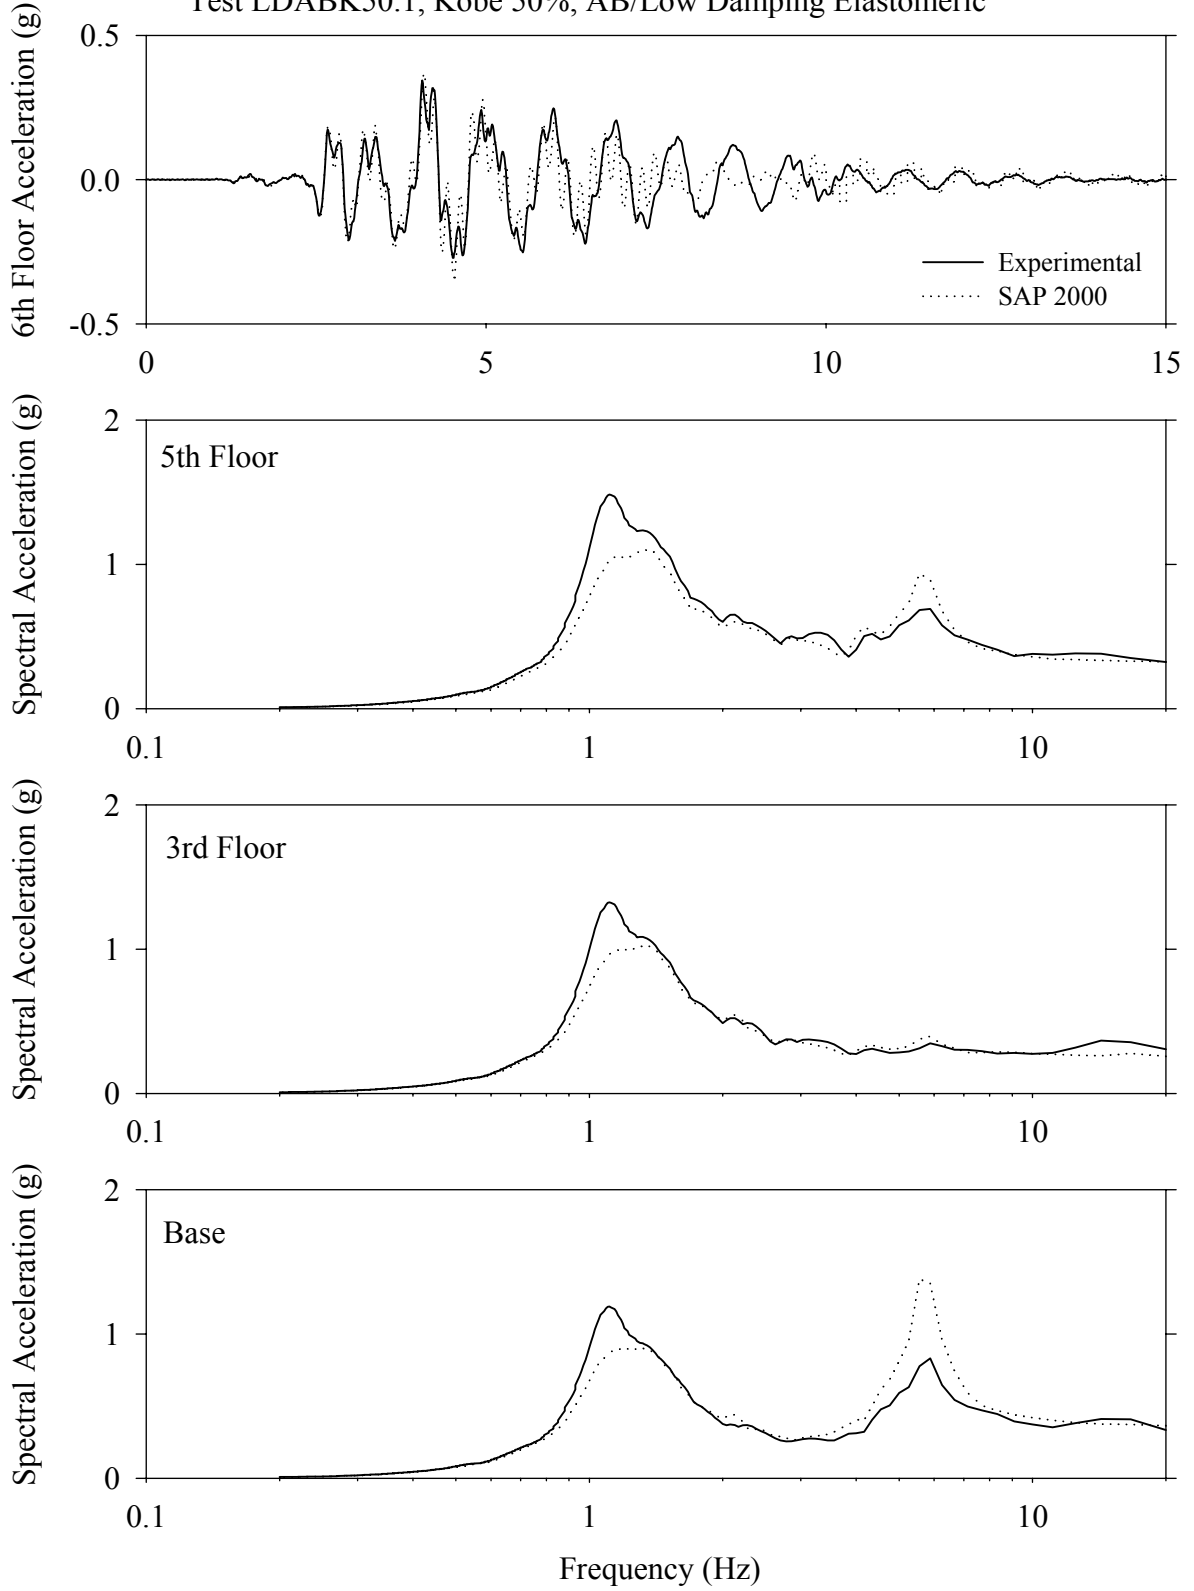 Test LDABK50.1, Kobe 50%, AB/Low Damping Elastomeric
6th Floor Acceleration (g)
0.5
0.0
-0.5
Experimental
SAP 2000
0 5 10 15
Spectral Acceleration (g)
2
5th Floor
1
0
0.1 1 10
Spectral Acceleration (g)
2
3rd Floor
1
0
0.1 1 10
Spectral Acceleration (g)
2
Base
1
0
0.1 1 10
Frequency (Hz)